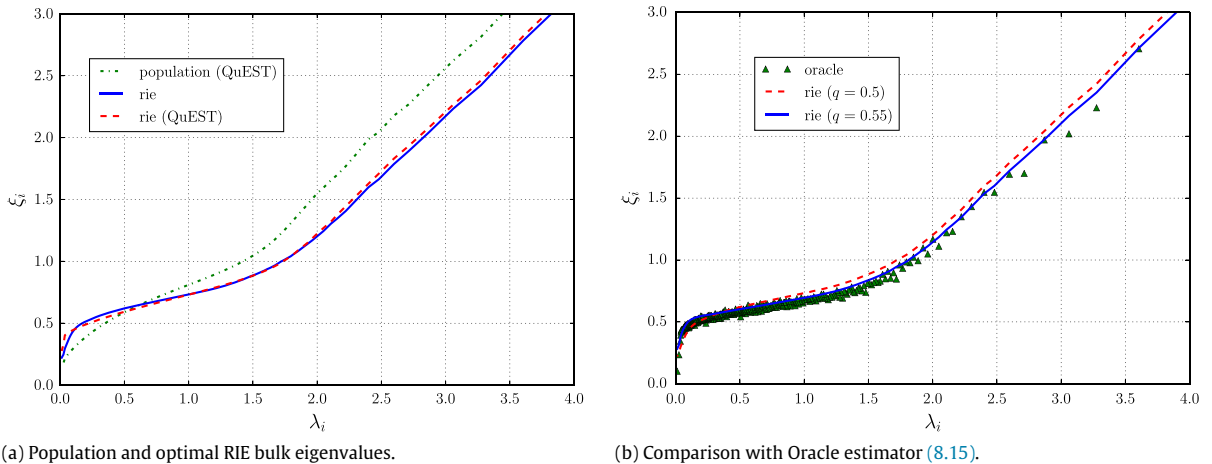 3.0
2.5
2.0
1.5
1.0
0.5
0.0
ξi
population (QuEST)
rie
rie (QuEST)
0.0 0.5 1.0 1.5 2.0 2.5 3.0 3.5 4.0
λi
(a) Population and optimal RIE bulk eigenvalues.
3.0
2.5
2.0
1.5
1.0
0.5
0.0
ξi
oracle
rie (q = 0.5)
rie (q = 0.55)
0.0 0.5 1.0 1.5 2.0 2.5 3.0 3.5 4.0
λi
(b) Comparison with Oracle estimator (8.15).